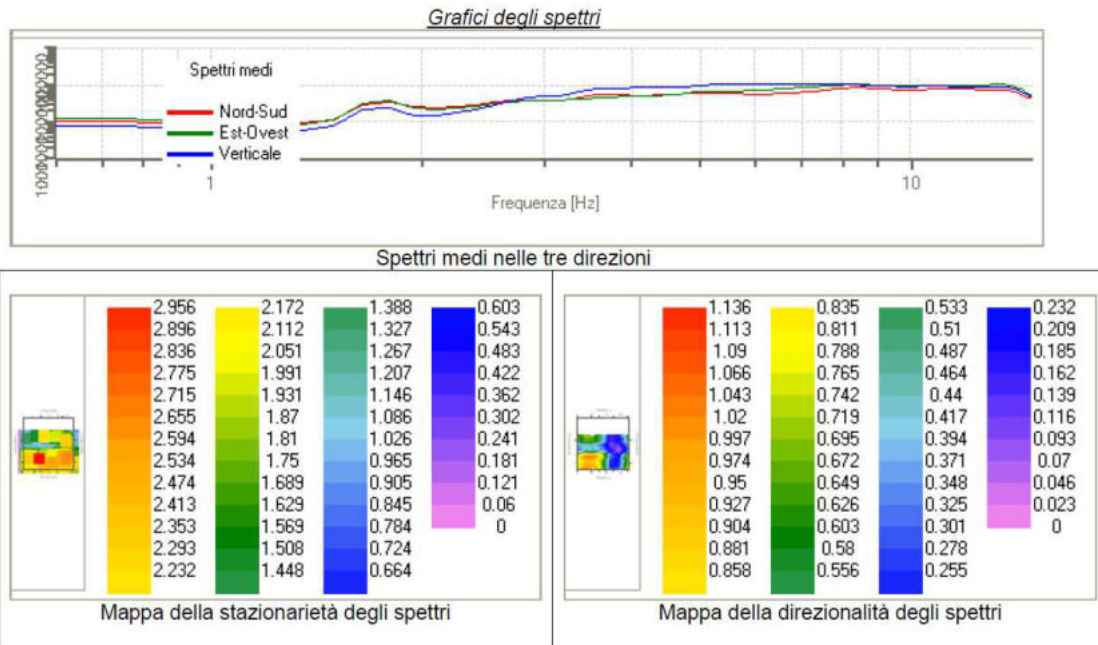 Grafici degli spettri
Spettri medi
Nord-Sud
Est-Ovest
Verticale
1
10
Frequenza [Hz]
Spettri medi nelle tre direzioni
2.956 2.172 1.388 0.603
2.896 2.112 1.327 0.543
2.836 2.051 1.267 0.483
2.775 1.991 1.207 0.422
2.715 1.931 1.146 0.362
2.655 1.87 1.086 0.302
2.594 1.81 1.026 0.241
2.534 1.75 0.965 0.181
2.474 1.689 0.905 0.121
2.413 1.629 0.845 0.06
2.353 1.569 0.784 0
2.293 1.508 0.724
2.232 1.448 0.664
Mappa della stazionarietà degli spettri
1.136 0.835 0.533 0.232
1.113 0.811 0.51 0.209
1.09 0.788 0.487 0.185
1.066 0.765 0.464 0.162
1.043 0.742 0.44 0.139
1.02 0.719 0.417 0.116
0.997 0.695 0.394 0.093
0.974 0.672 0.371 0.07
0.95 0.649 0.348 0.046
0.927 0.626 0.325 0.023
0.904 0.603 0.301 0
0.881 0.58 0.278
0.858 0.556 0.255
Mappa della direzionalità degli spettri